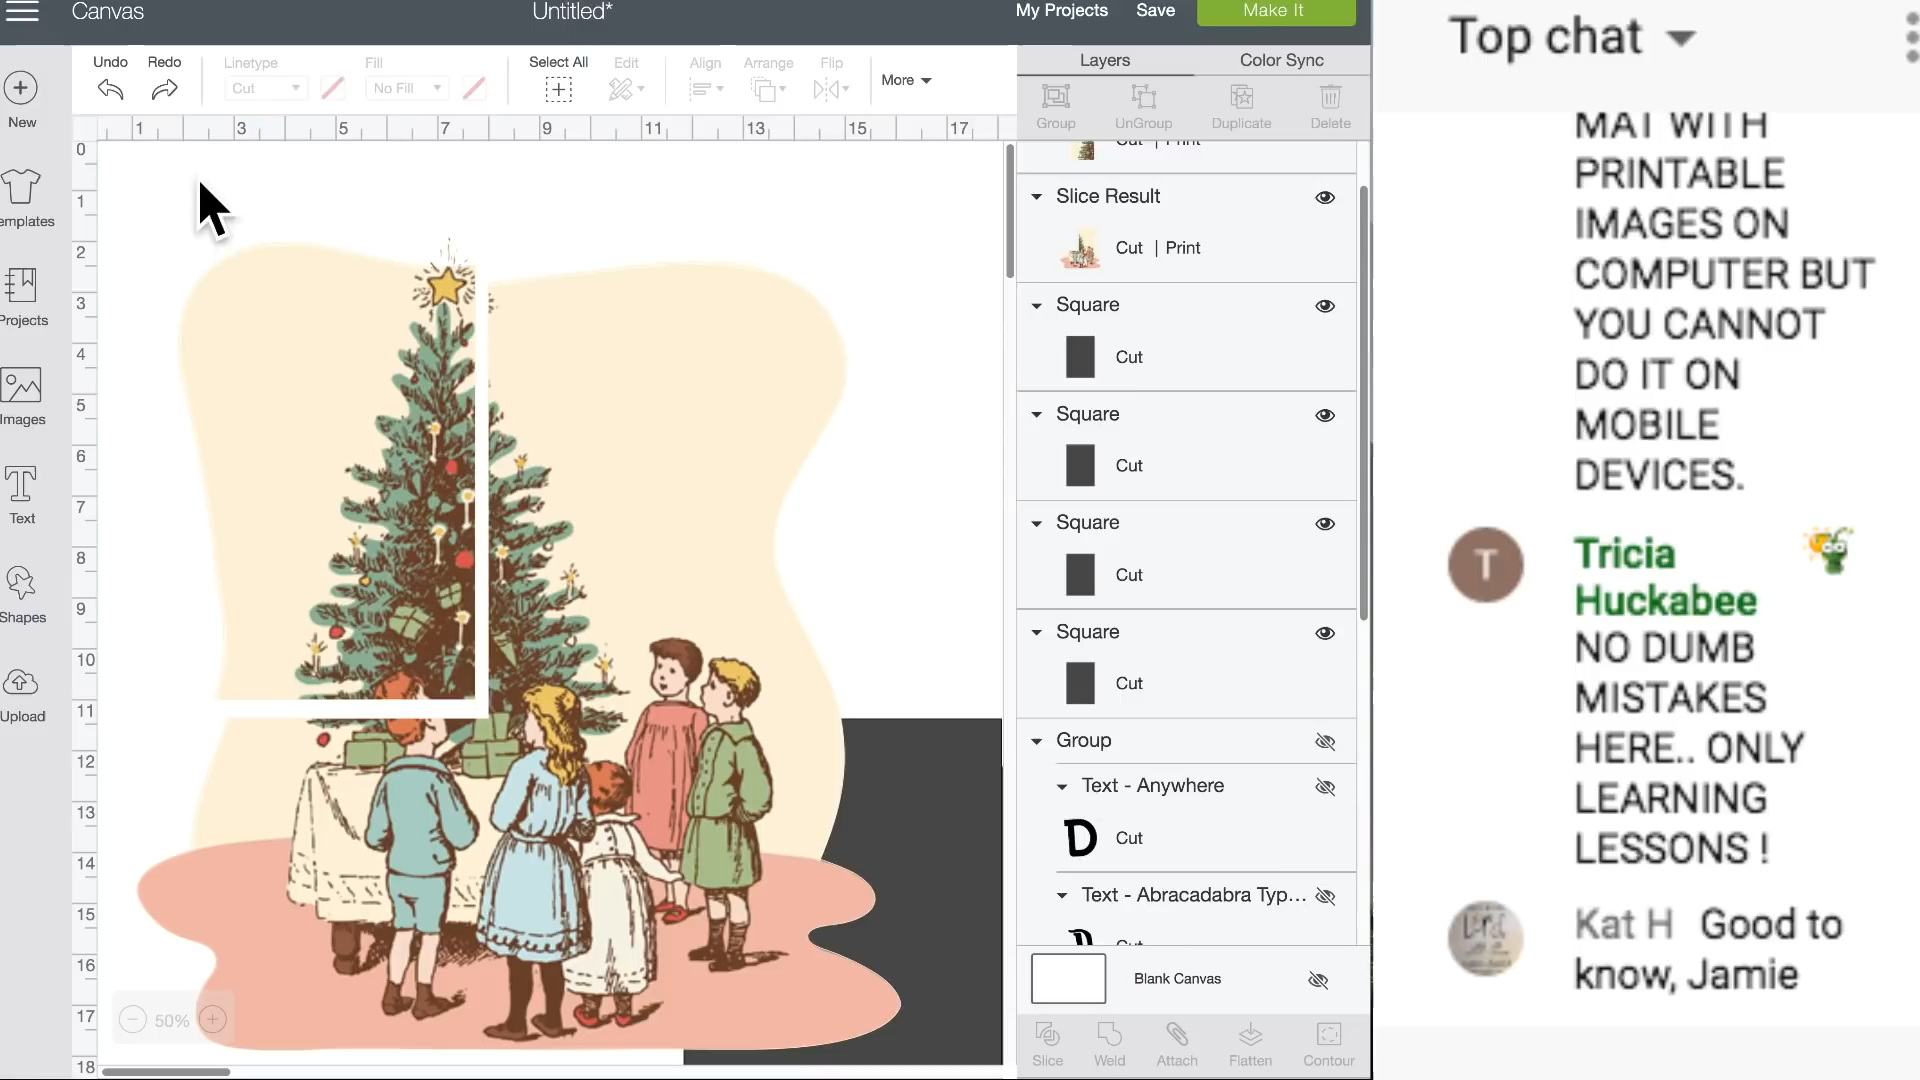 Canvas
Untitled*
My Projects
Save
Make It
Undo
Redo
Linetype
Cut
Fill
No Fill
Select All
Edit
Align
Arrange
Flip
More
Layers
Color Sync
Group
UnGroup
Duplicate
Delete
1 3 5 7 9 11 13 15 17
0
1
2
3
4
5
6
7
8
9
10
11
12
13
14
15
16
17
18
New
emplates
Projects
Images
Text
Shapes
Upload
50%
Cut | Print
Slice Result
Cut | Print
Square
Cut
Square
Cut
Square
Cut
Square
Cut
Group
Text - Anywhere
D Cut
Text - Abracadabra Typ...
D Cut
Blank Canvas
Slice
Weld
Attach
Flatten
Contour
Top chat
MAT WITH
PRINTABLE
IMAGES ON
COMPUTER BUT
YOU CANNOT
DO IT ON
MOBILE
DEVICES.
T
Tricia
Huckabee
NO DUMB
MISTAKES
HERE.. ONLY
LEARNING
LESSONS !
Kat H Good to
know, Jamie